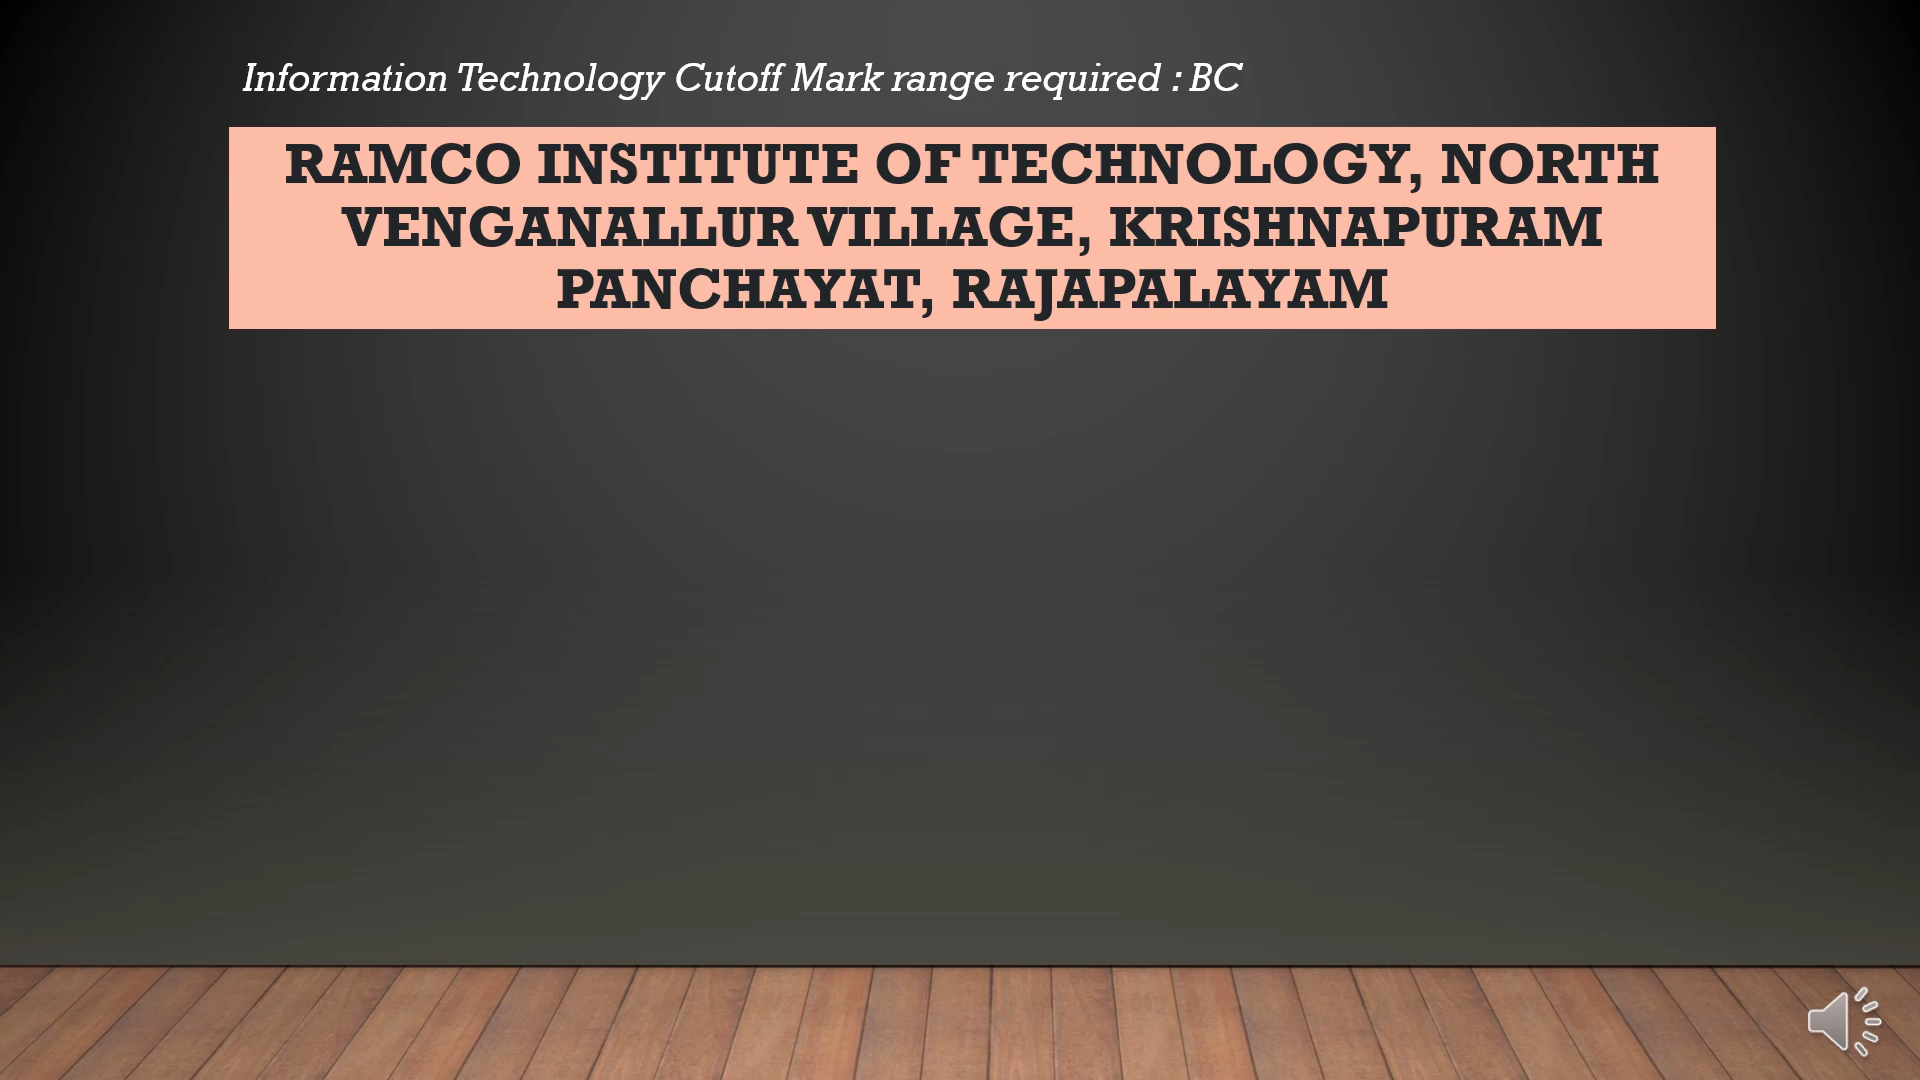 Information Technology Cutoff Mark range required : BC
RAMCO INSTITUTE OF TECHNOLOGY, NORTH
VENGANALLUR VILLAGE, KRISHNAPURAM
PANCHAYAT, RAJAPALAYAM